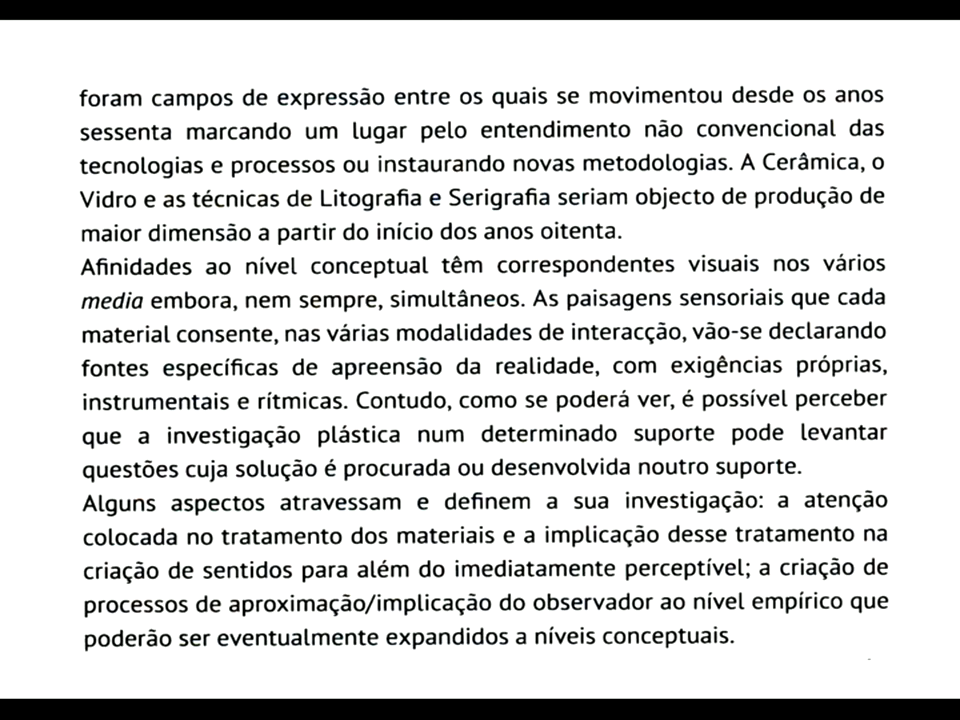 foram campos de expressão entre os quais se movimentou desde os anos
sessenta marcando um lugar pelo entendimento não convencional das
tecnologias e processos ou instaurando novas metodologias. A Cerâmica, o
Vidro e as técnicas de Litografia e Serigrafia seriam objecto de produção de
maior dimensão a partir do início dos anos oitenta.
Afinidades ao nível conceptual têm correspondentes visuais nos vários
media embora, nem sempre, simultâneos. As paisagens sensoriais que cada
material consente, nas várias modalidades de interacção, vão-se declarando
fontes específicas de apreensão da realidade, com exigências próprias,
instrumentais e rítmicas. Contudo, como se poderá ver, é possível perceber
que a investigação plástica num determinado suporte pode levantar
questões cuja solução é procurada ou desenvolvida noutro suporte.
Alguns aspectos atravessam e definem a sua investigação: a atenção
colocada no tratamento dos materiais e a implicação desse tratamento na
criação de sentidos para além do imediatamente perceptível; a criação de
processos de aproximação/implicação do observador ao nível empírico que
poderão ser eventualmente expandidos a níveis conceptuais.